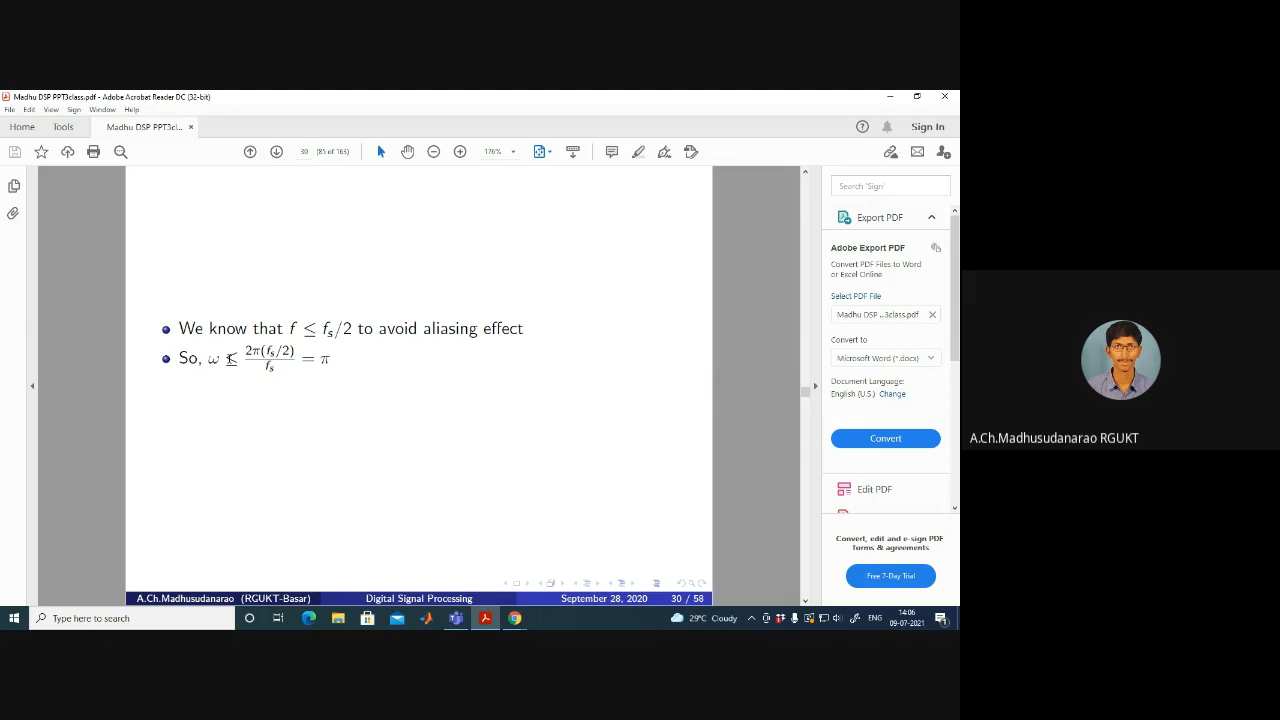 Madhu DSP PPT3class.pdf - Adobe Acrobat Reader DC (32-bit)
File Edit View Sign Window Help
Home Tools Madhu DSP PPT3cl... × Sign In
30 (85 of 163) 176%
Search 'Sign'
Export PDF
Adobe Export PDF
Convert PDF Files to Word
or Excel Online
Select PDF File
Madhu DSP ...3class.pdf
Convert to
Microsoft Word (*.docx)
Document Language:
English (U.S.) Change
Convert
Edit PDF
Convert, edit and e-sign PDF
forms & agreements
Free 7-Day Trial
We know that f ≤ fₛ/2 to avoid aliasing effect
So, ω ≤ 2π(fₛ/2)/fₛ = π
A.Ch.Madhusudanarao (RGUKT-Basar) Digital Signal Processing September 28, 2020 30 / 58
A.Ch.Madhusudanarao RGUKT
Type here to search 29°C Cloudy ENG 14:06
09-07-2021